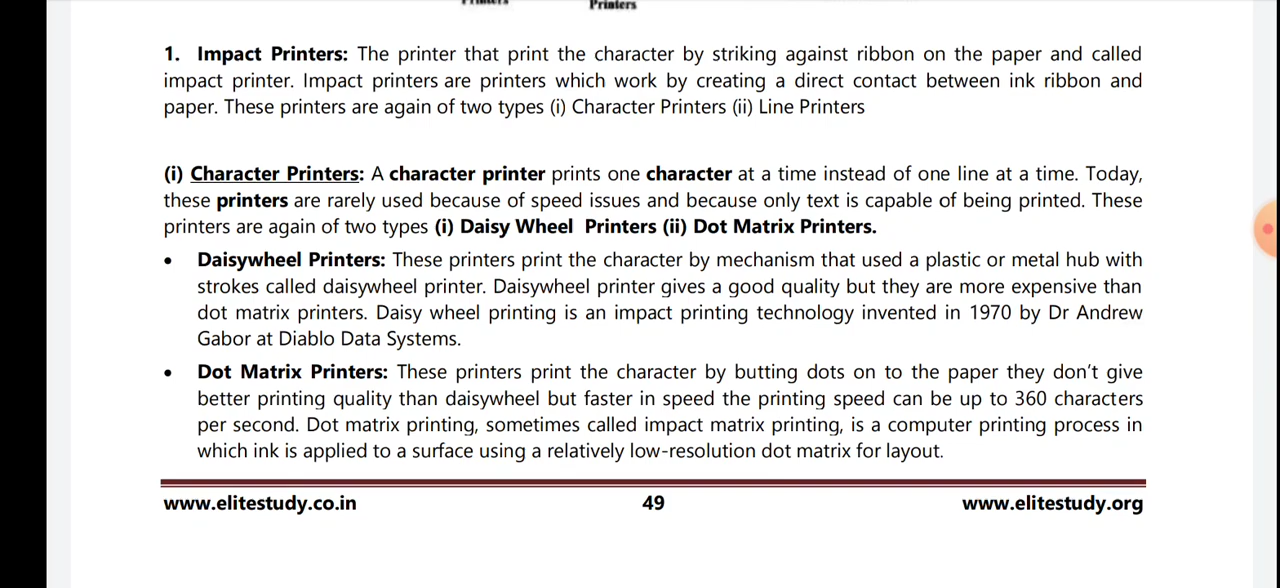 Printers
Printers
1. Impact Printers: The printer that print the character by striking against ribbon on the paper and called
impact printer. Impact printers are printers which work by creating a direct contact between ink ribbon and
paper. These printers are again of two types (i) Character Printers (ii) Line Printers
(i) Character Printers: A character printer prints one character at a time instead of one line at a time. Today,
these printers are rarely used because of speed issues and because only text is capable of being printed. These
printers are again of two types (i) Daisy Wheel Printers (ii) Dot Matrix Printers.
• Daisywheel Printers: These printers print the character by mechanism that used a plastic or metal hub with
strokes called daisywheel printer. Daisywheel printer gives a good quality but they are more expensive than
dot matrix printers. Daisy wheel printing is an impact printing technology invented in 1970 by Dr Andrew
Gabor at Diablo Data Systems.
• Dot Matrix Printers: These printers print the character by butting dots on to the paper they don't give
better printing quality than daisywheel but faster in speed the printing speed can be up to 360 characters
per second. Dot matrix printing, sometimes called impact matrix printing, is a computer printing process in
which ink is applied to a surface using a relatively low-resolution dot matrix for layout.
www.elitestudy.co.in 49 www.elitestudy.org